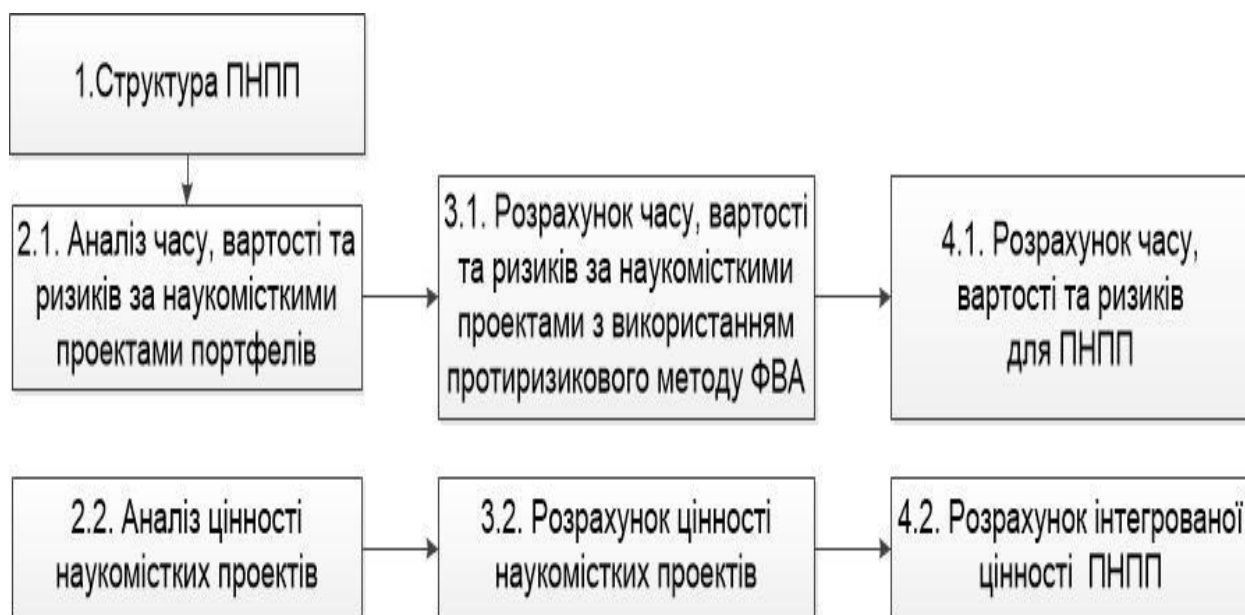 1.Структура ПНПП
2.1. Аналіз часу, вартості та
ризиків за наукомісткими
проектами портфелів
3.1. Розрахунок часу, вартості
та ризиків за наукомісткими
проектами з використанням
протиризикового методу ФВА
4.1. Розрахунок часу,
вартості та ризиків
для ПНПП
2.2. Аналіз цінності
наукомістких проектів
3.2. Розрахунок цінності
наукомістких проектів
4.2. Розрахунок інтегрованої
цінності ПНПП